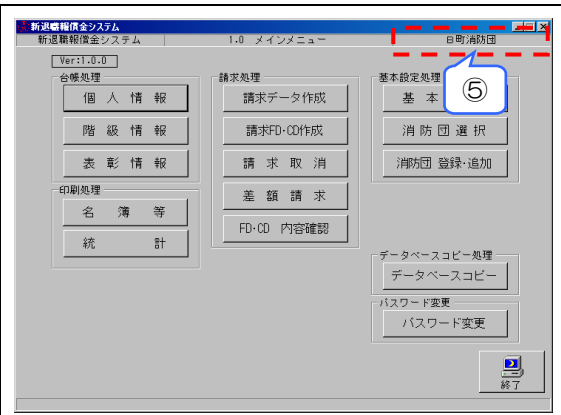 新退職報償金システム
新退職報償金システム 1.0 メインメニュー 日町消防団
Ver:1.0.0
台帳処理
個人情報
階級情報
表彰情報
印刷処理
名簿等
統計
請求処理
請求データ作成
請求FD・CD作成
請求取消
差額請求
FD・CD 内容確認
基本設定処理
基本
⑤
消防団選択
消防団 登録・追加
データベースコピー処理
データベースコピー
パスワード変更
パスワード変更
終了